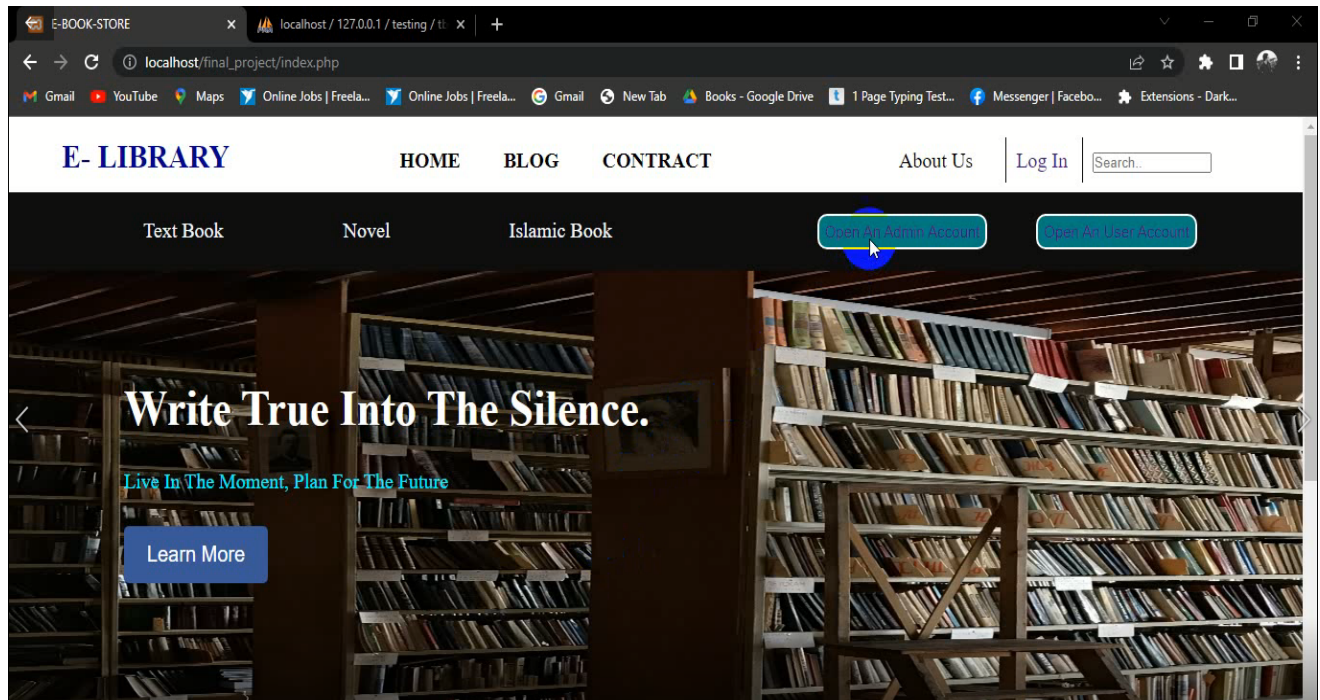 E-BOOK-STORE
localhost / 127.0.0.1 / testing / tb
localhost/final_project/index.php
Gmail YouTube Maps Online Jobs | Freela... Online Jobs | Freela... Gmail New Tab Books - Google Drive 1 Page Typing Test... Messenger | Facebo... Extensions - Dark...
E- LIBRARY HOME BLOG CONTRACT About Us Log In Search..
Text Book Novel Islamic Book Open An Admin Account Open An User Account
Write True Into The Silence.
Live In The Moment, Plan For The Future
Learn More